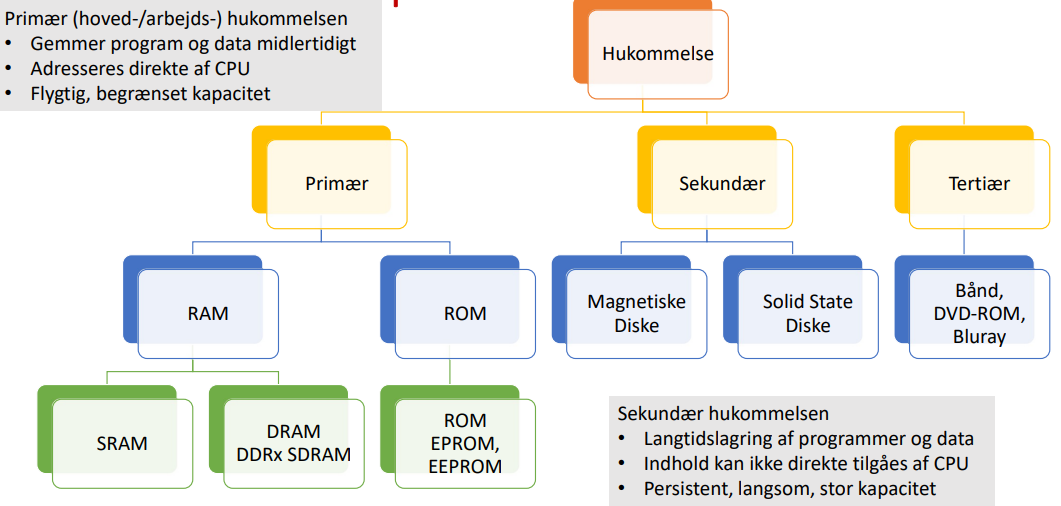 Primær (hoved-/arbejds-) hukommelsen
• Gemmer program og data midlertidigt
• Adresseres direkte af CPU
• Flygtig, begrænset kapacitet
Hukommelse
Primær
Sekundær
Tertiær
RAM
ROM
Magnetiske
Diske
Solid State
Diske
Bånd,
DVD-ROM,
Bluray
SRAM
DRAM
DDRx SDRAM
ROM
EPROM,
EEPROM
Sekundær hukommelsen
• Langtidslagring af programmer og data
• Indhold kan ikke direkte tilgåes af CPU
• Persistent, langsom, stor kapacitet